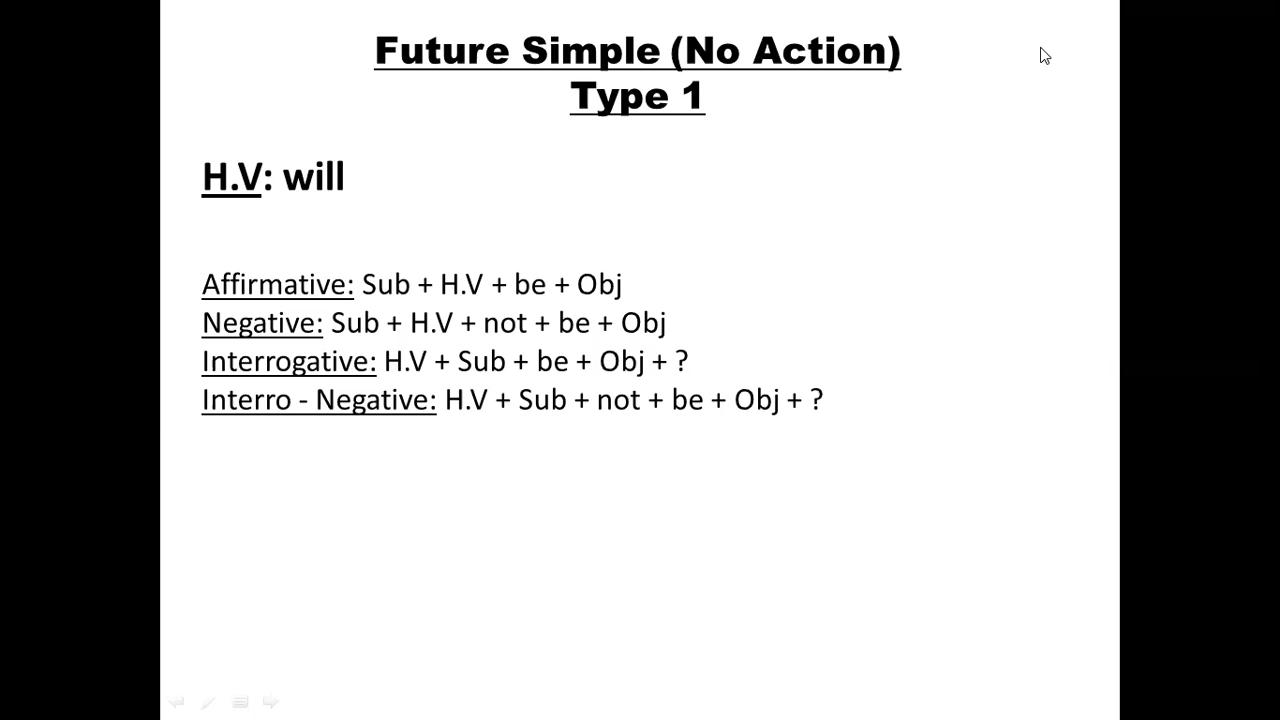 Future Simple (No Action)
Type 1
H.V: will
Affirmative: Sub + H.V + be + Obj
Negative: Sub + H.V + not + be + Obj
Interrogative: H.V + Sub + be + Obj + ?
Interro - Negative: H.V + Sub + not + be + Obj + ?